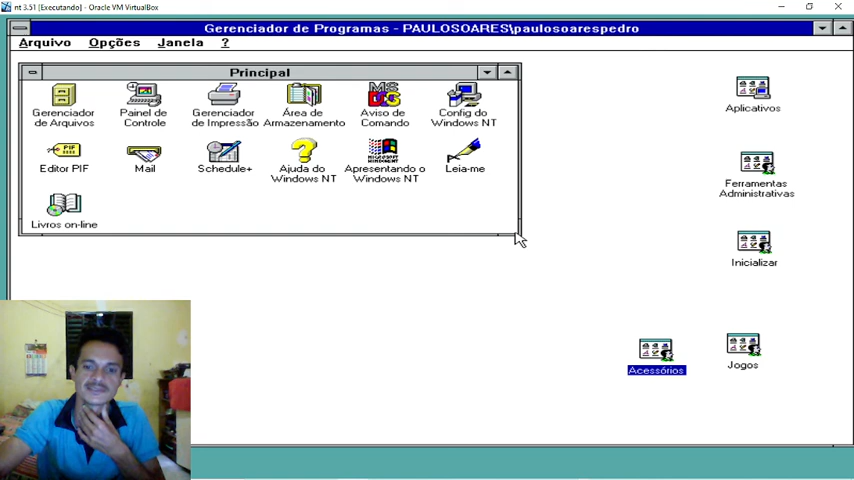 nt 3.51 [Executando] - Oracle VM VirtualBox
Gerenciador de Programas - PAULOSOARES\paulosoarespedro
Arquivo Opções Janela ?
Principal
Gerenciador de Arquivos
Painel de Controle
Gerenciador de Impressão
Área de Armazenamento
MS DOS
Aviso de Comando
Config do Windows NT
PIF
Editor PIF
Mail
Schedule+
Ajuda do Windows NT
Apresentando o Windows NT
Leia-me
Livros on-line
Aplicativos
Ferramentas Administrativas
Inicializar
Acessórios
Jogos